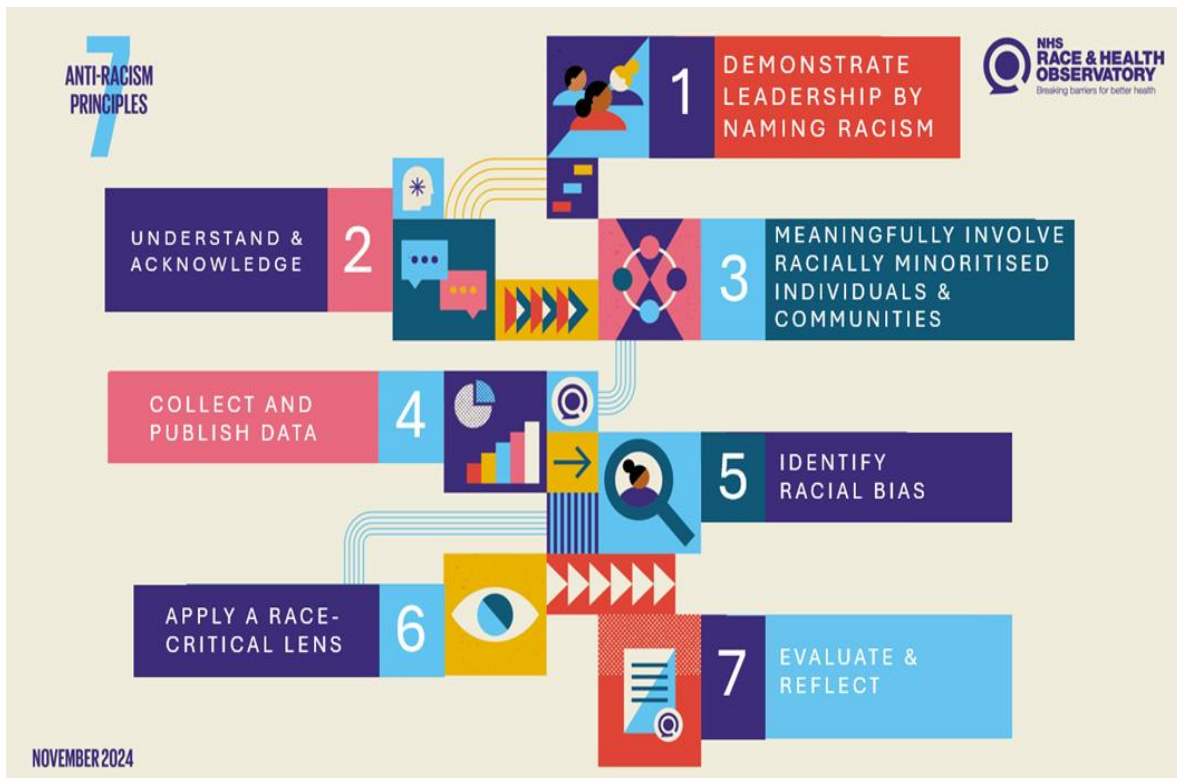 7
ANTI-RACISM
PRINCIPLES
NHS
RACE & HEALTH
OBSERVATORY
Breaking barriers for better health
1
DEMONSTRATE
LEADERSHIP BY
NAMING RACISM
2
UNDERSTAND &
ACKNOWLEDGE
3
MEANINGFULLY INVOLVE
RACIALLY MINORITISED
INDIVIDUALS &
COMMUNITIES
4
COLLECT AND
PUBLISH DATA
5
IDENTIFY
RACIAL BIAS
6
APPLY A RACE-
CRITICAL LENS
7
EVALUATE &
REFLECT
NOVEMBER 2024